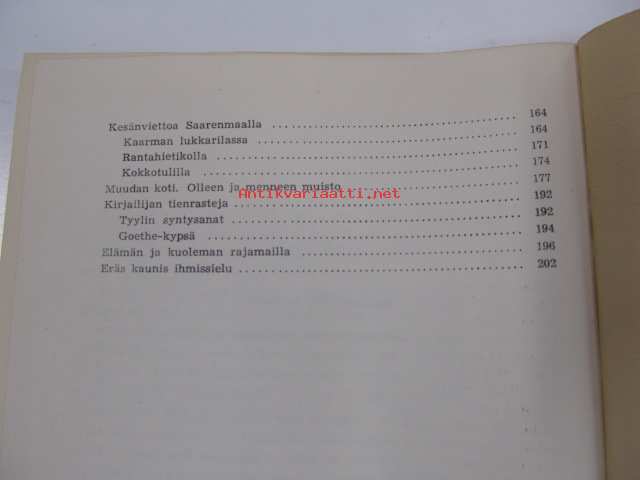 Kesänviettoa Saarenmaalla ........ 164
Kaarman lukkarilassa ........ 164
Rantahietikolla ........ 171
Kokkotulilla ........ 174
Muudan koti. Olleen ja menneen muisto ........ 177
Antikvariaatti.net
Kirjailijan tienrasteja ........ 192
Tyylin syntysanat ........ 192
Goethe-kypsä ........ 194
Elämän ja kuoleman rajamailla ........ 196
Eräs kaunis ihmissielu ........ 202